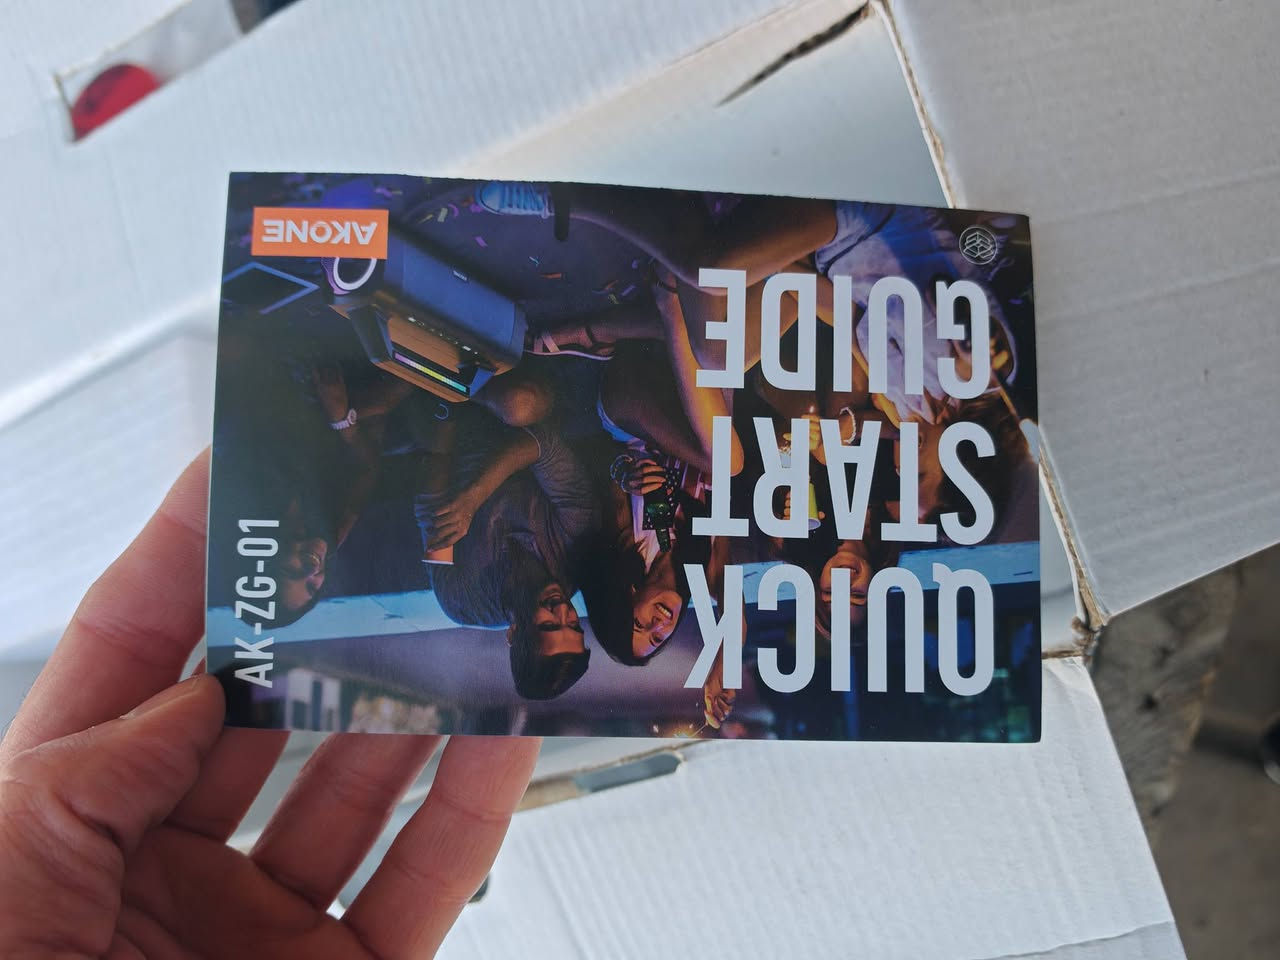 QUICK
START
GUIDE
AKONE
AK-ZG-01